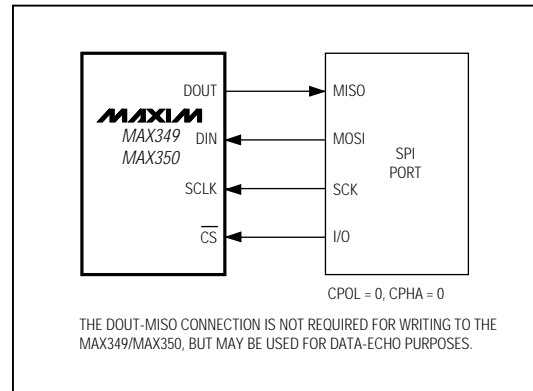 DOUT MISO
MAXIM
MAX349 DIN MOSI
MAX350 SPI
PORT
SCLK SCK
CS I/O
CPOL = 0, CPHA = 0
THE DOUT-MISO CONNECTION IS NOT REQUIRED FOR WRITING TO THE
MAX349/MAX350, BUT MAY BE USED FOR DATA-ECHO PURPOSES.